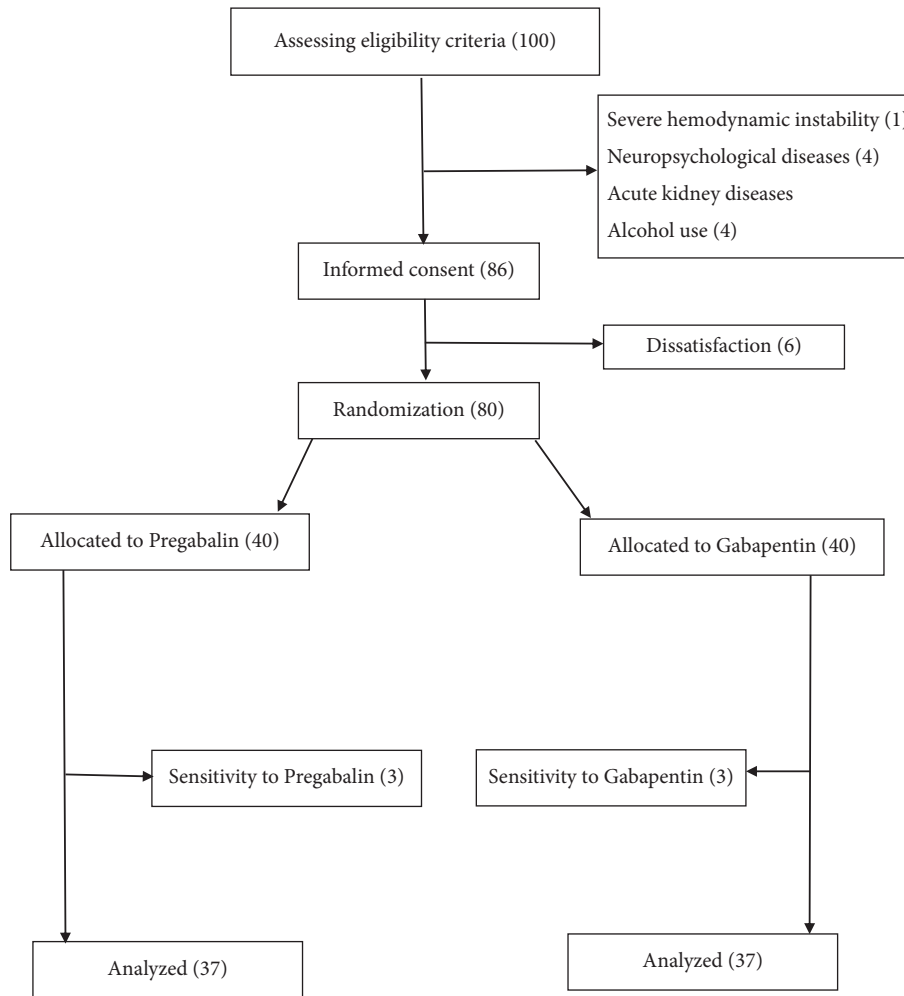 Assessing eligibility criteria (100)
Severe hemodynamic instability (1)
Neuropsychological diseases (4)
Acute kidney diseases
Alcohol use (4)
Informed consent (86)
Dissatisfaction (6)
Randomization (80)
Allocated to Pregabalin (40)
Allocated to Gabapentin (40)
Sensitivity to Pregabalin (3)
Sensitivity to Gabapentin (3)
Analyzed (37)
Analyzed (37)